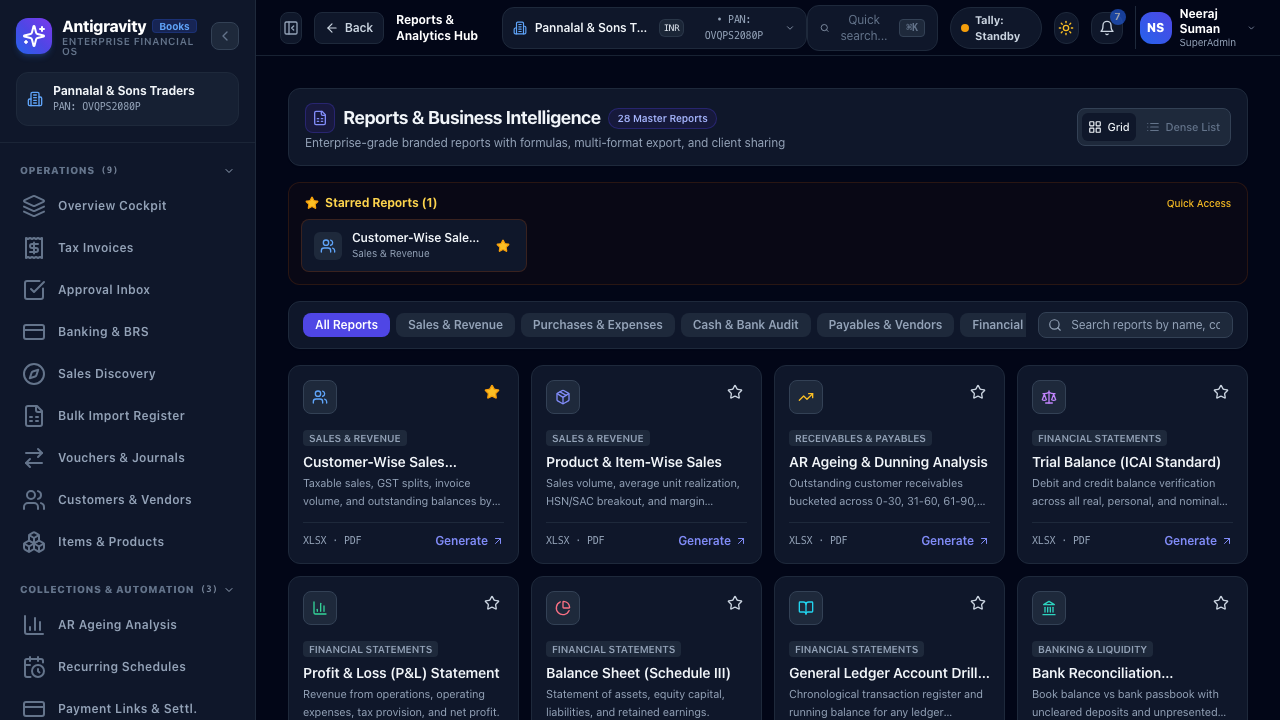 Antigravity Books
ENTERPRISE FINANCIAL OS
Pannalal & Sons Traders
PAN: OVQPS2080P
OPERATIONS (9)
Overview Cockpit
Tax Invoices
Approval Inbox
Banking & BRS
Sales Discovery
Bulk Import Register
Vouchers & Journals
Customers & Vendors
Items & Products
COLLECTIONS & AUTOMATION (3)
AR Ageing Analysis
Recurring Schedules
Payment Links & Settl.
Back
Reports & Analytics Hub
Pannalal & Sons T... INR • PAN: OVQPS2080P
Quick search... ⌘K
Tally: Standby
7
NS
Neeraj Suman
SuperAdmin
Reports & Business Intelligence
28 Master Reports
Enterprise-grade branded reports with formulas, multi-format export, and client sharing
Grid
Dense List
Starred Reports (1)
Quick Access
Customer-Wise Sale...
Sales & Revenue
All Reports
Sales & Revenue
Purchases & Expenses
Cash & Bank Audit
Payables & Vendors
Financial
Search reports by name, cc
SALES & REVENUE
Customer-Wise Sales...
Taxable sales, GST splits, invoice
volume, and outstanding balances by...
XLSX · PDF
Generate
SALES & REVENUE
Product & Item-Wise Sales
Sales volume, average unit realization,
HSN/SAC breakout, and margin...
XLSX · PDF
Generate
RECEIVABLES & PAYABLES
AR Ageing & Dunning Analysis
Outstanding customer receivables
bucketed across 0-30, 31-60, 61-90,...
XLSX · PDF
Generate
FINANCIAL STATEMENTS
Trial Balance (ICAI Standard)
Debit and credit balance verification
across all real, personal, and nominal...
XLSX · PDF
Generate
FINANCIAL STATEMENTS
Profit & Loss (P&L) Statement
Revenue from operations, operating
expenses, tax provision, and net profit.
FINANCIAL STATEMENTS
Balance Sheet (Schedule III)
Statement of assets, equity capital,
liabilities, and retained earnings.
FINANCIAL STATEMENTS
General Ledger Account Drill...
Chronological transaction register and
running balance for any ledger...
BANKING & LIQUIDITY
Bank Reconciliation...
Book balance vs bank passbook with
uncleared deposits and unpresented...